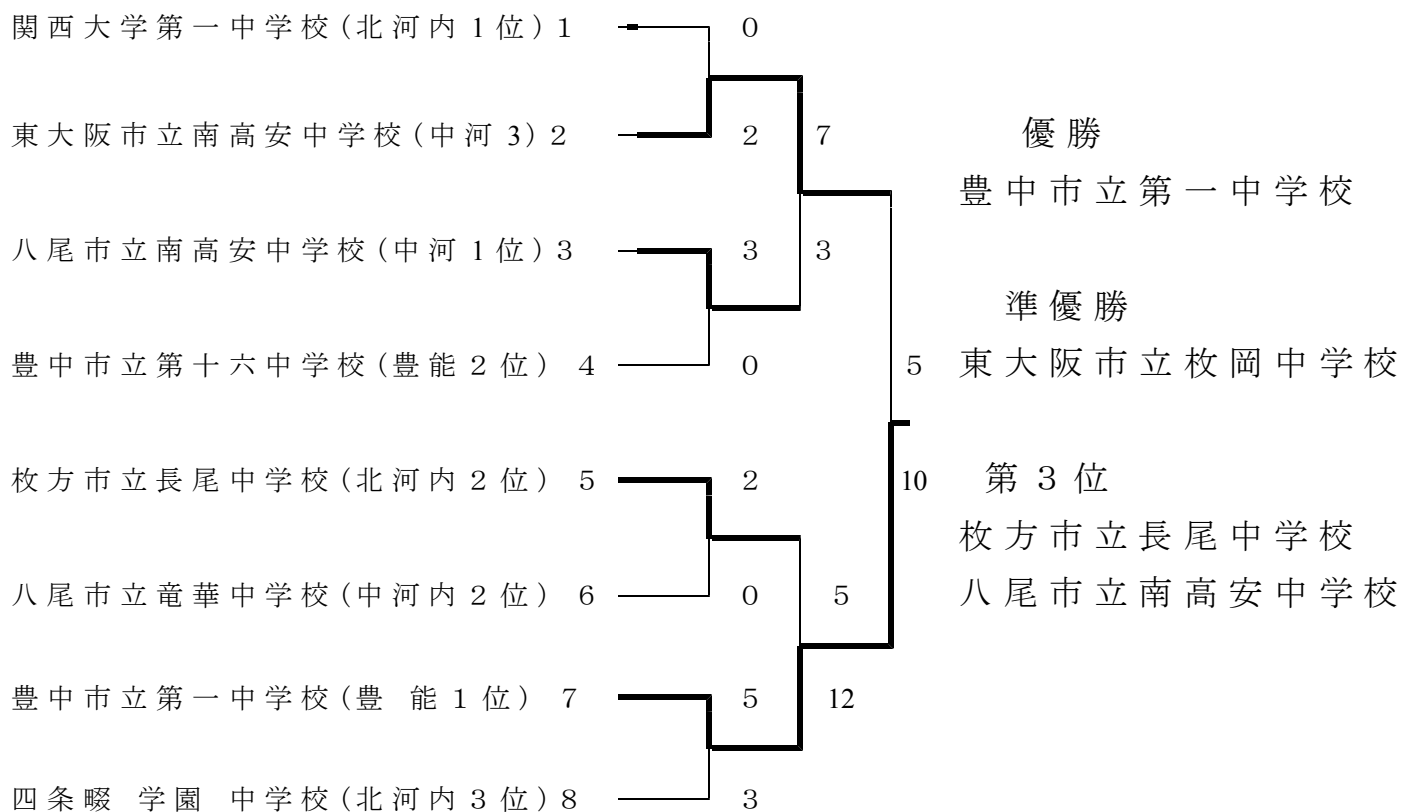 関西大学第一中学校(北河内1位)1 0
東大阪市立南高安中学校(中河3)2 2 7 優勝
豊中市立第一中学校
八尾市立南高安中学校(中河1位)3 3 3
準優勝
豊中市立第十六中学校(豊能2位) 4 0 5 東大阪市立枚岡中学校
枚方市立長尾中学校(北河内2位) 5 2 10 第3位
枚方市立長尾中学校
八尾市立竜華中学校(中河内2位) 6 0 5 八尾市立南高安中学校
豊中市立第一中学校(豊 能1位) 7 5 12
四条畷 学園 中学校(北河内3位)8 3